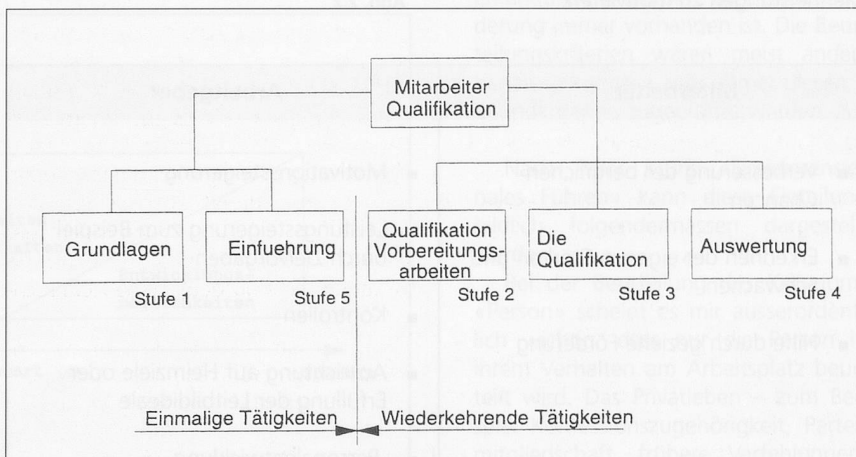 Mitarbeiter
Qualifikation
Grundlagen
Einfuehrung
Qualifikation
Vorbereitungs-
arbeiten
Die
Qualifikation
Auswertung
Stufe 1
Stufe 5
Stufe 2
Stufe 3
Stufe 4
Einmalige Tätigkeiten
Wiederkehrende Tätigkeiten